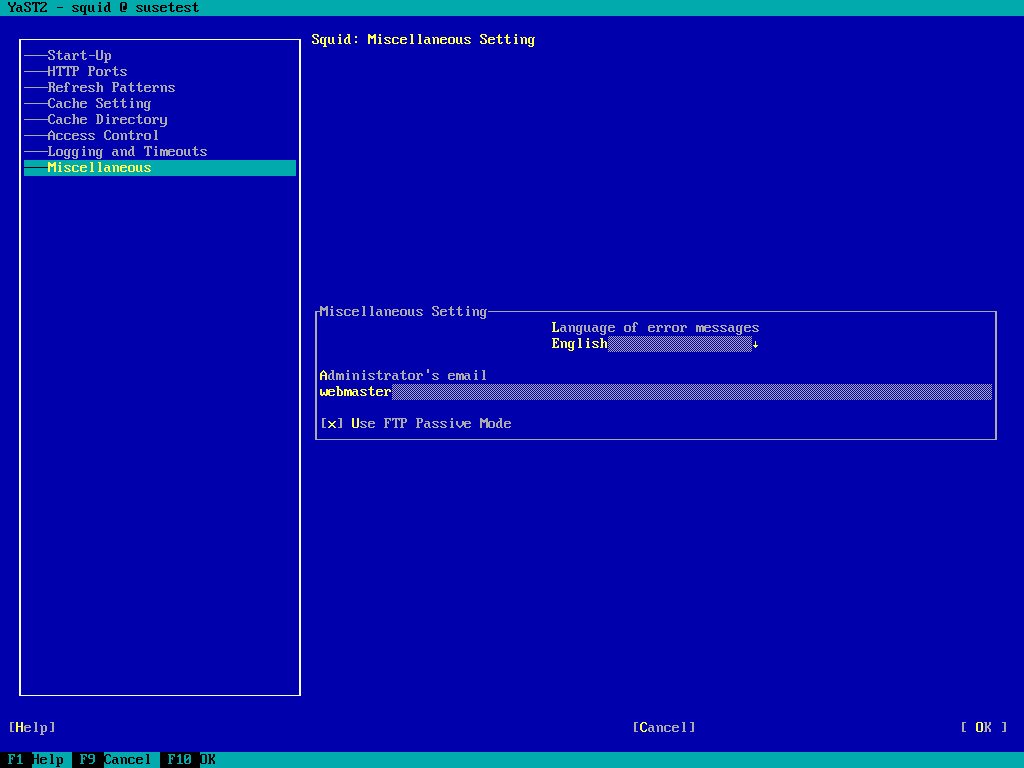 YaST2 - squid @ susetest
Squid: Miscellaneous Setting
Start-Up
HTTP Ports
Refresh Patterns
Cache Setting
Cache Directory
Access Control
Logging and Timeouts
Miscellaneous
Miscellaneous Setting
Language of error messages
English↓
Administrator's email
webmaster
[x] Use FTP Passive Mode
[Help] [Cancel] [ OK ]
F1 Help F9 Cancel F10 OK